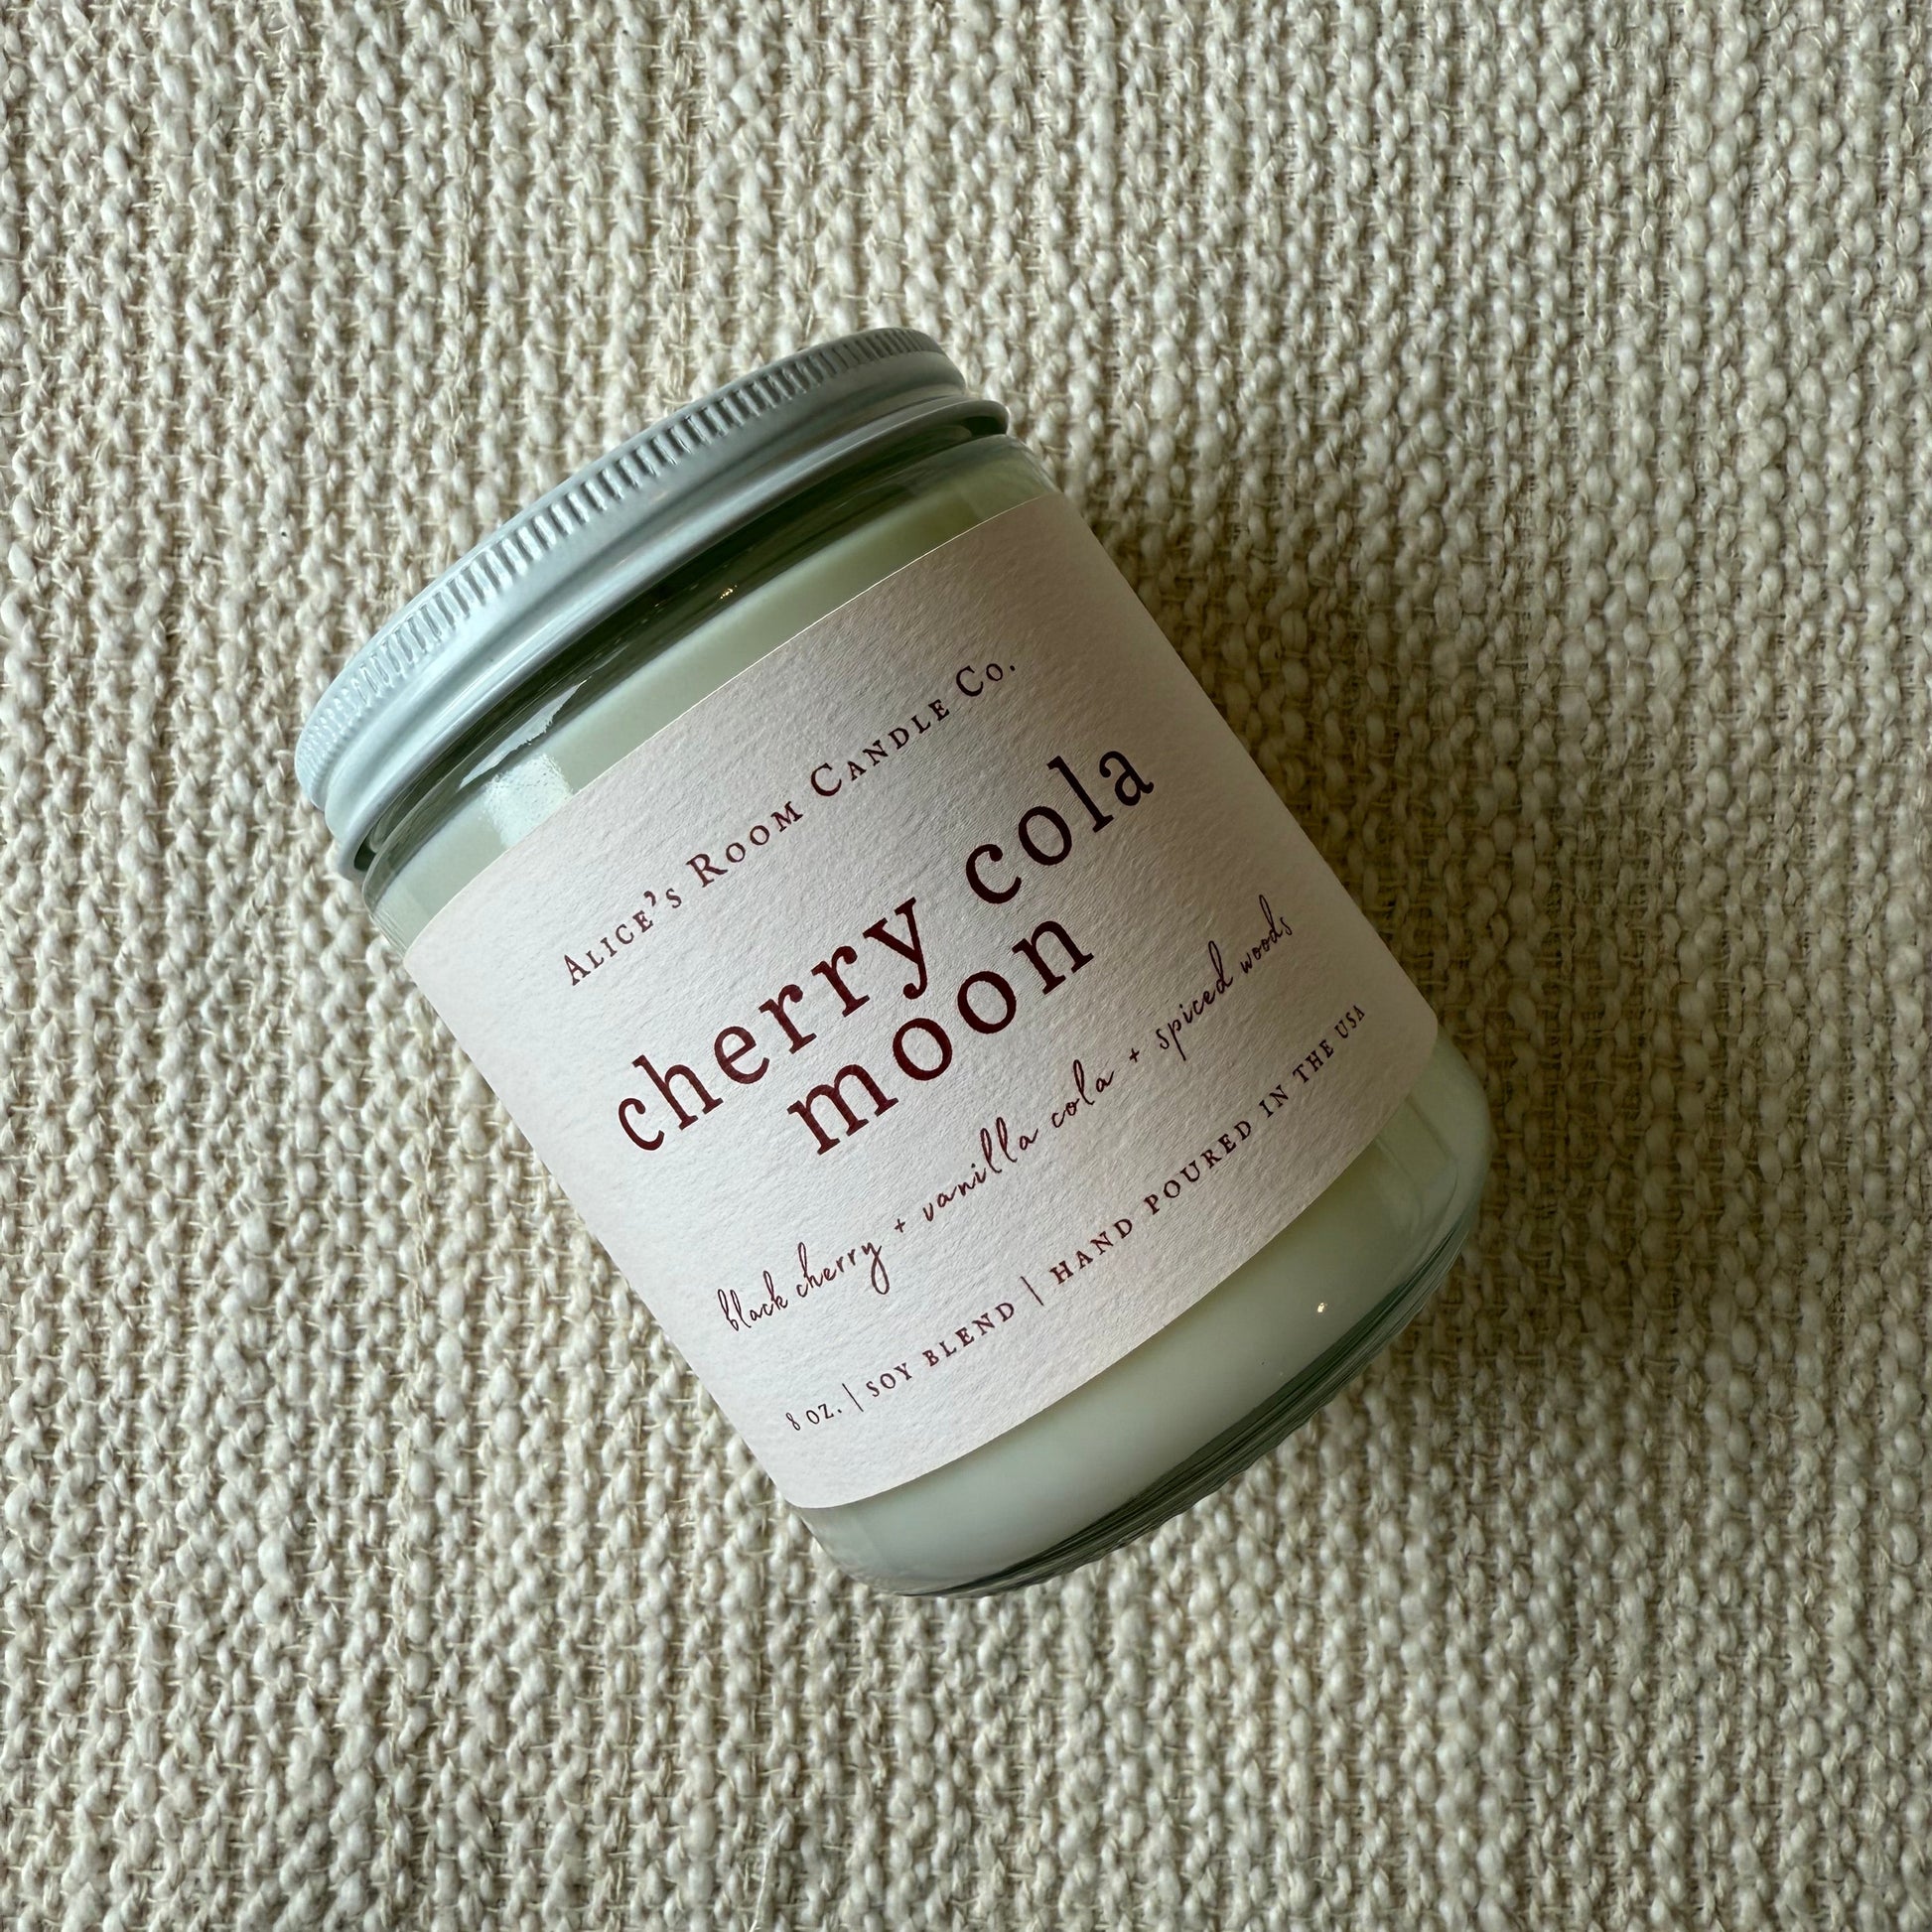 Alice's Room Candle Co.
cherry cola
moon
black cherry + vanilla cola + spiced woods
8 oz. | SOY BLEND | HAND POURED IN THE USA